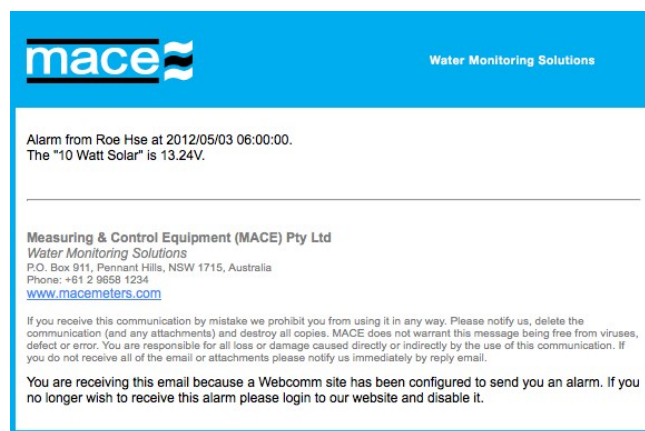 mace
Water Monitoring Solutions
Alarm from Roe Hse at 2012/05/03 06:00:00.
The "10 Watt Solar" is 13.24V.
Measuring & Control Equipment (MACE) Pty Ltd
Water Monitoring Solutions
P.O. Box 911, Pennant Hills, NSW 1715, Australia
Phone: +61 2 9658 1234
www.macemeters.com
If you receive this communication by mistake we prohibit you from using it in any way. Please notify us, delete the
communication (and any attachments) and destroy all copies. MACE does not warrant this message being free from viruses,
defect or error. You are responsible for all loss or damage caused directly or indirectly by the use of this communication. If
you do not receive all of the email or attachments please notify us immediately by reply email.
You are receiving this email because a Webcomm site has been configured to send you an alarm. If you
no longer wish to receive this alarm please login to our website and disable it.